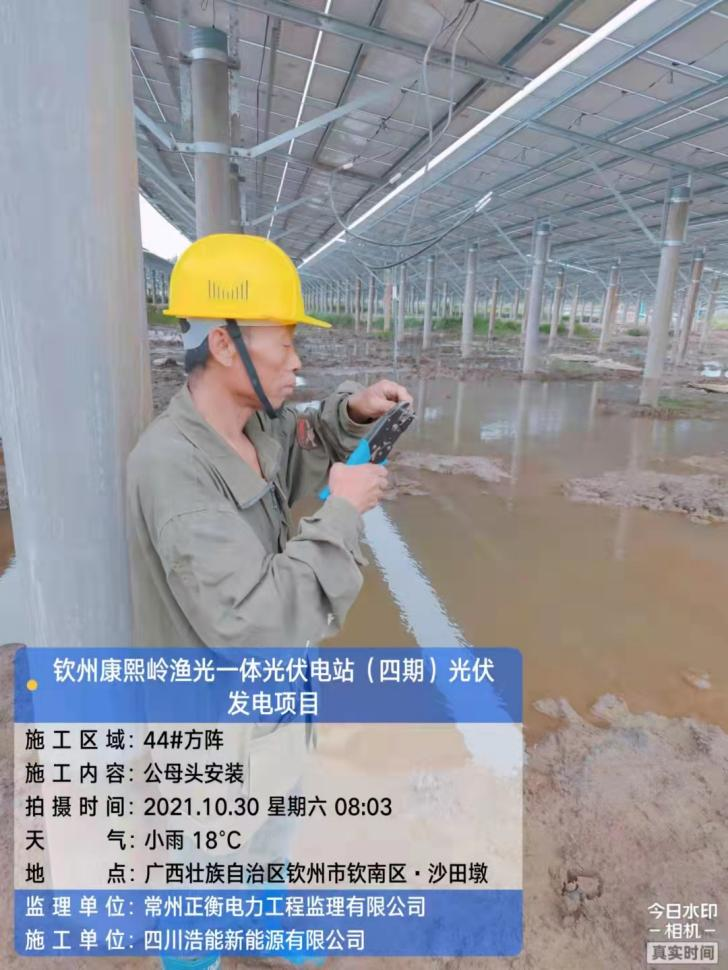 钦州康熙岭渔光一体光伏电站（四期）光伏
发电项目
施工区域：44#方阵
施工内容：公母头安装
拍摄时间：2021.10.30 星期六 08:03
天气：小雨 18℃
地点：广西壮族自治区钦州市钦南区·沙田墩
监理单位：常州正衡电力工程监理有限公司
施工单位：四川浩能新能源有限公司
今日水印
-相机-
真实时间